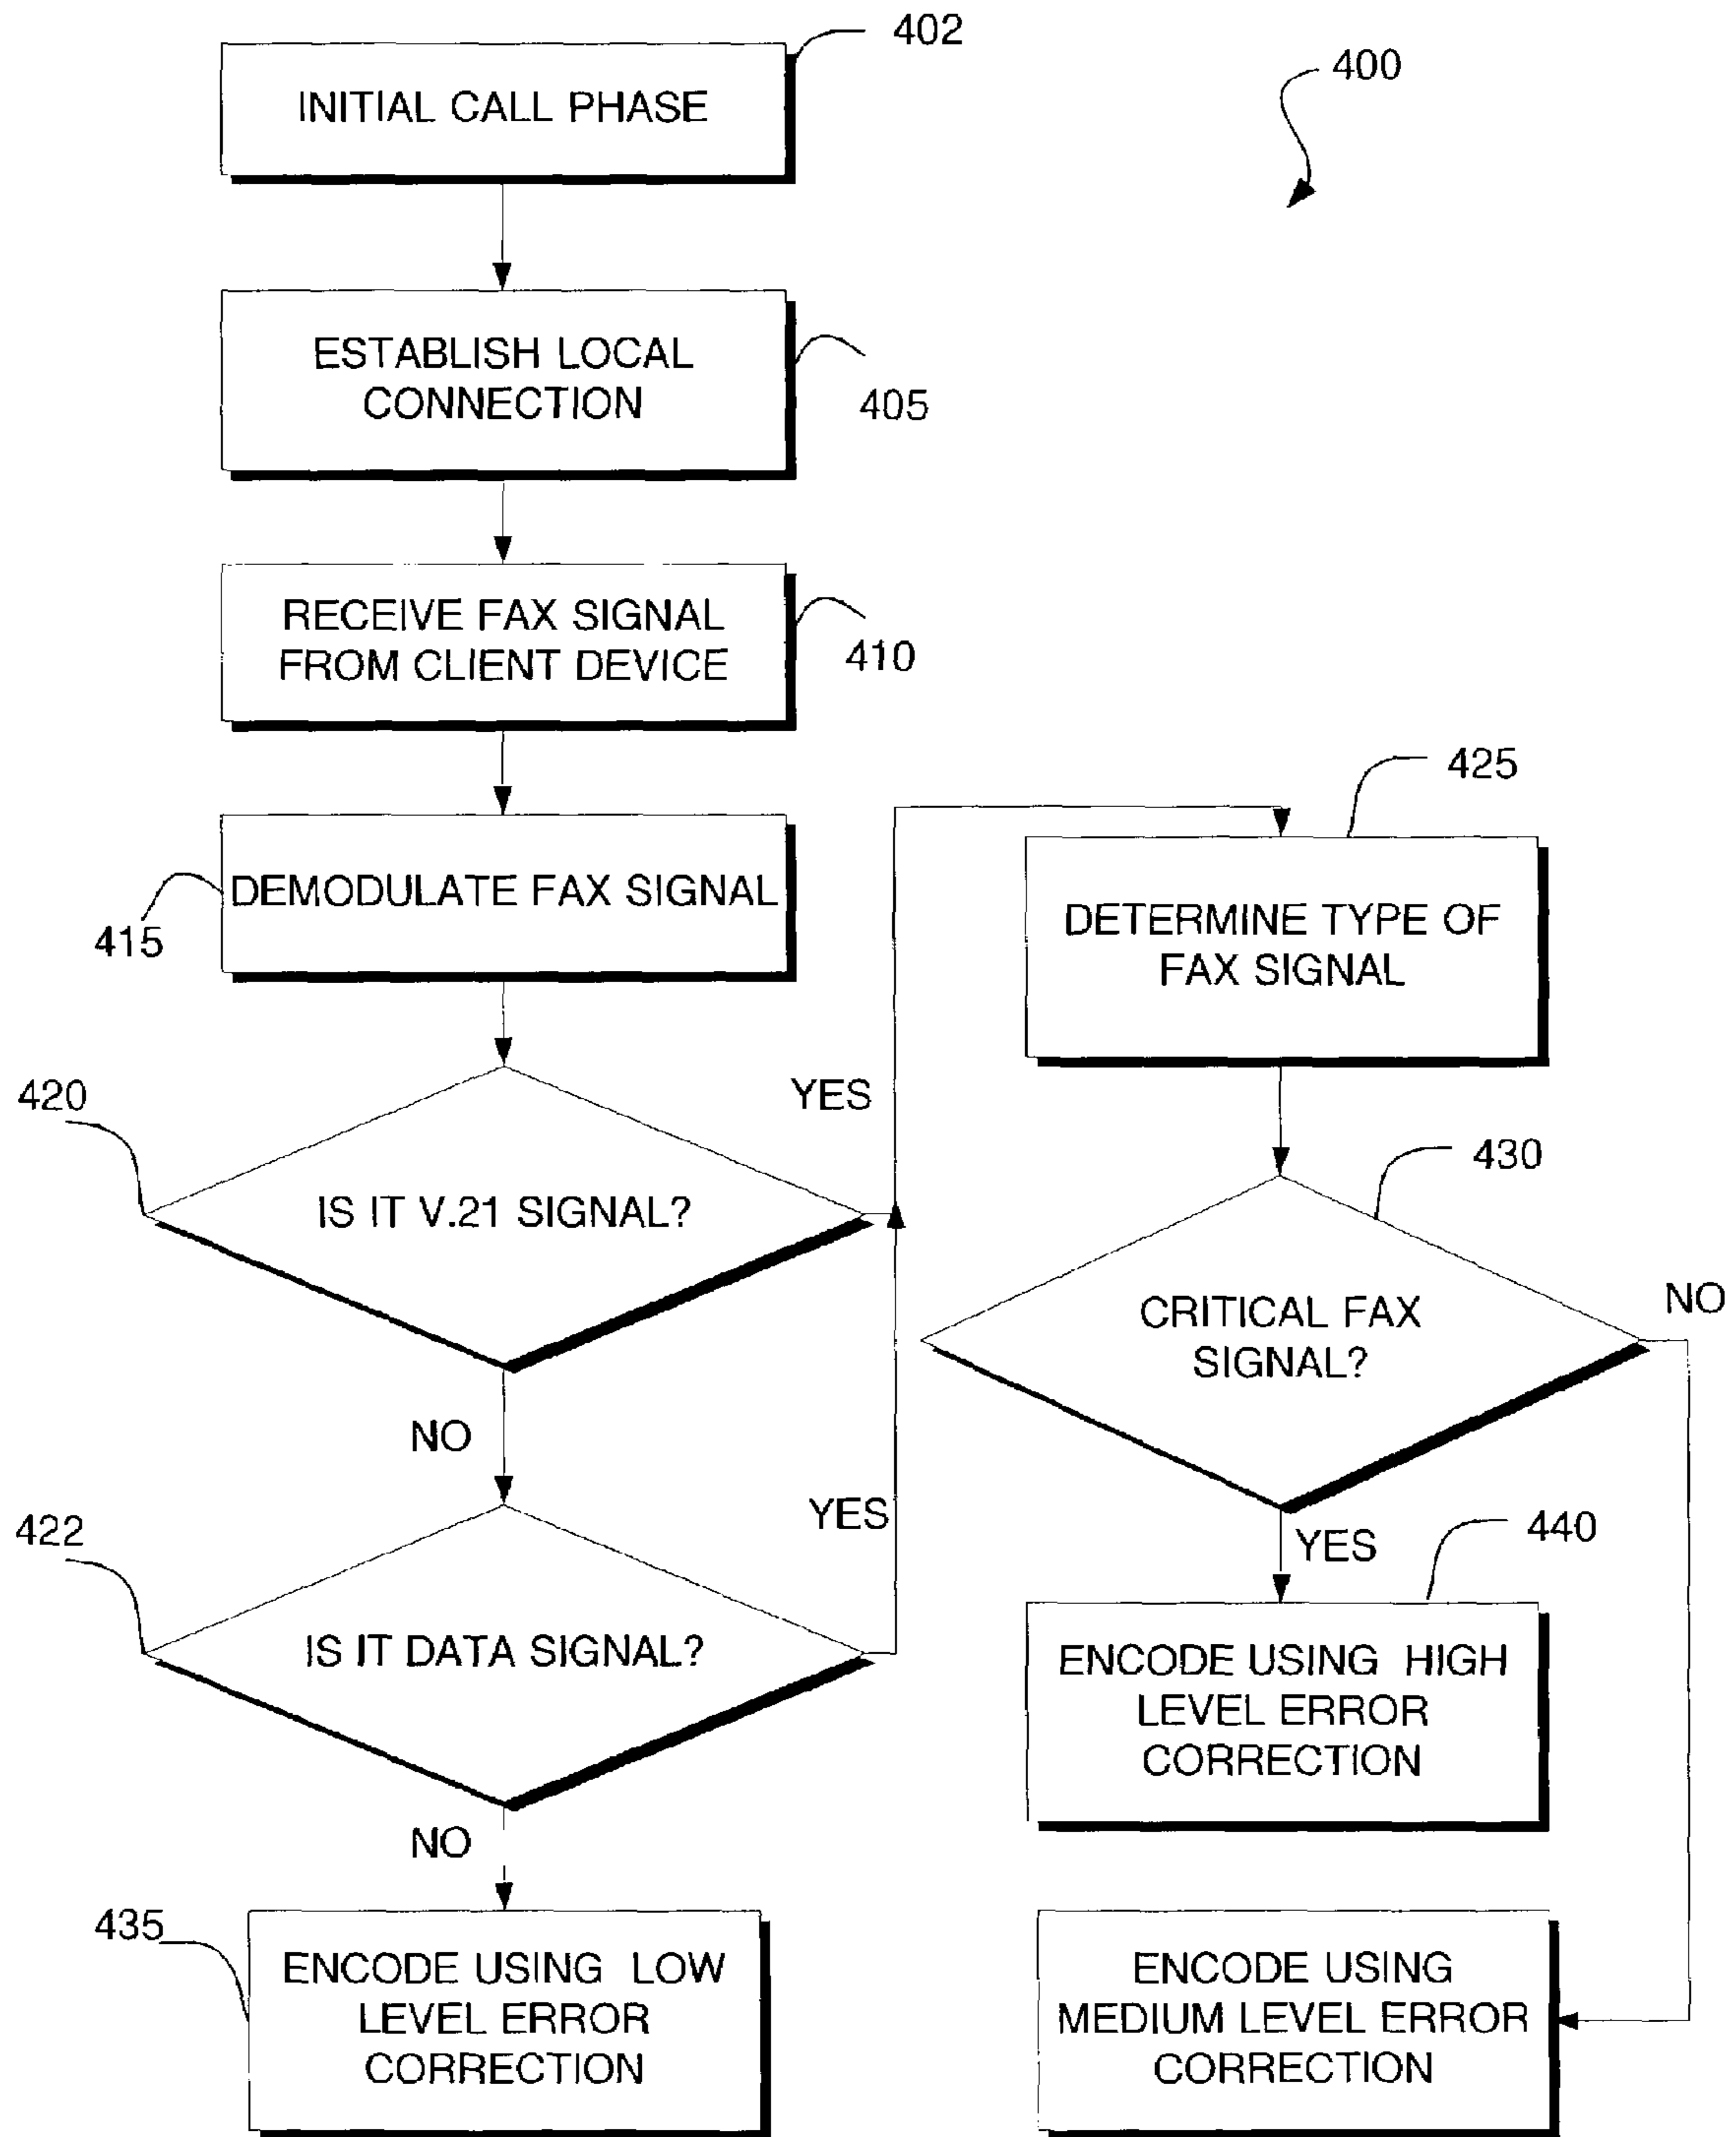 402
INITIAL CALL PHASE
400
ESTABLISH LOCAL
CONNECTION
405
RECEIVE FAX SIGNAL
FROM CLIENT DEVICE
410
DEMODULATE FAX SIGNAL
415
420
IS IT V.21 SIGNAL?
YES
NO
422
IS IT DATA SIGNAL?
YES
NO
435
ENCODE USING LOW
LEVEL ERROR
CORRECTION
425
DETERMINE TYPE OF
FAX SIGNAL
430
CRITICAL FAX
SIGNAL?
NO
YES
440
ENCODE USING HIGH
LEVEL ERROR
CORRECTION
ENCODE USING
MEDIUM LEVEL ERROR
CORRECTION